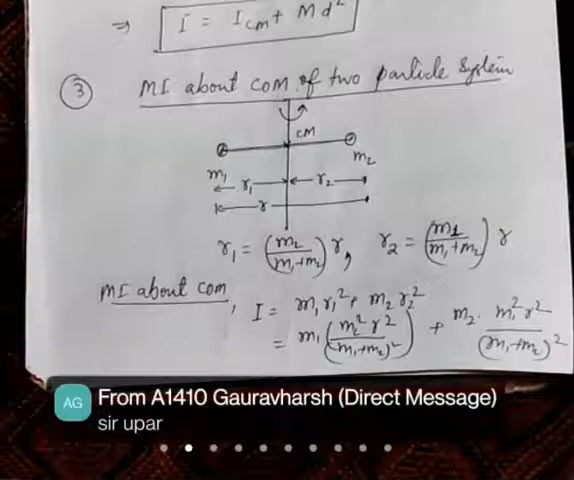 ⇒ I = Icm + Md²
③ MI about COM of two particle system
CM
m₁ m₂
r₁ r₂
r
r₁ = (m₂/(m₁+m₂)) r, r₂ = (m₁/(m₁+m₂)) r
MI about com, I = m₁r₁² + m₂r₂²
= m₁ (m₂²r²/(m₁+m₂)²) + m₂ · m₁²r²/(m₁+m₂)²
AG From A1410 Gauravharsh (Direct Message)
sir upar